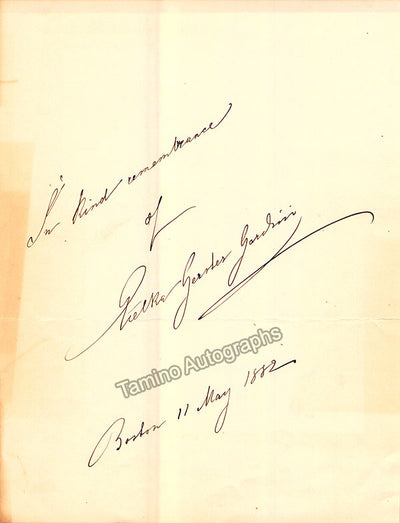 In kind remembrance
of
Etelka Gerster Gardini
Tamino Autographs
Boston 11 May 1882